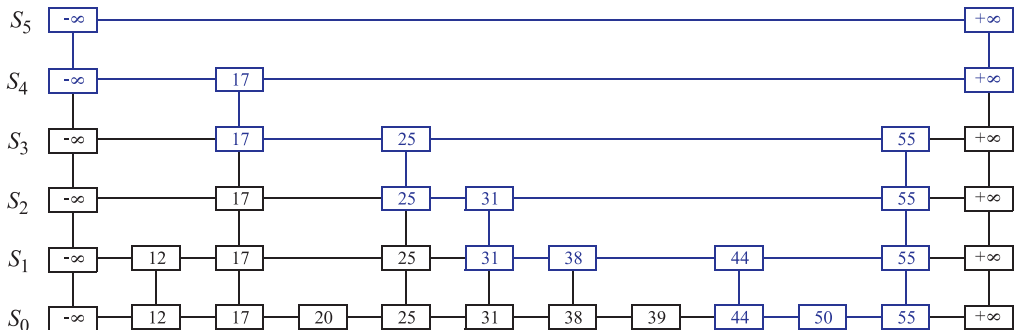 S5 -∞ +∞
S4 -∞ 17 +∞
S3 -∞ 17 25 55 +∞
S2 -∞ 17 25 31 55 +∞
S1 -∞ 12 17 25 31 38 44 55 +∞
S0 -∞ 12 17 20 25 31 38 39 44 50 55 +∞